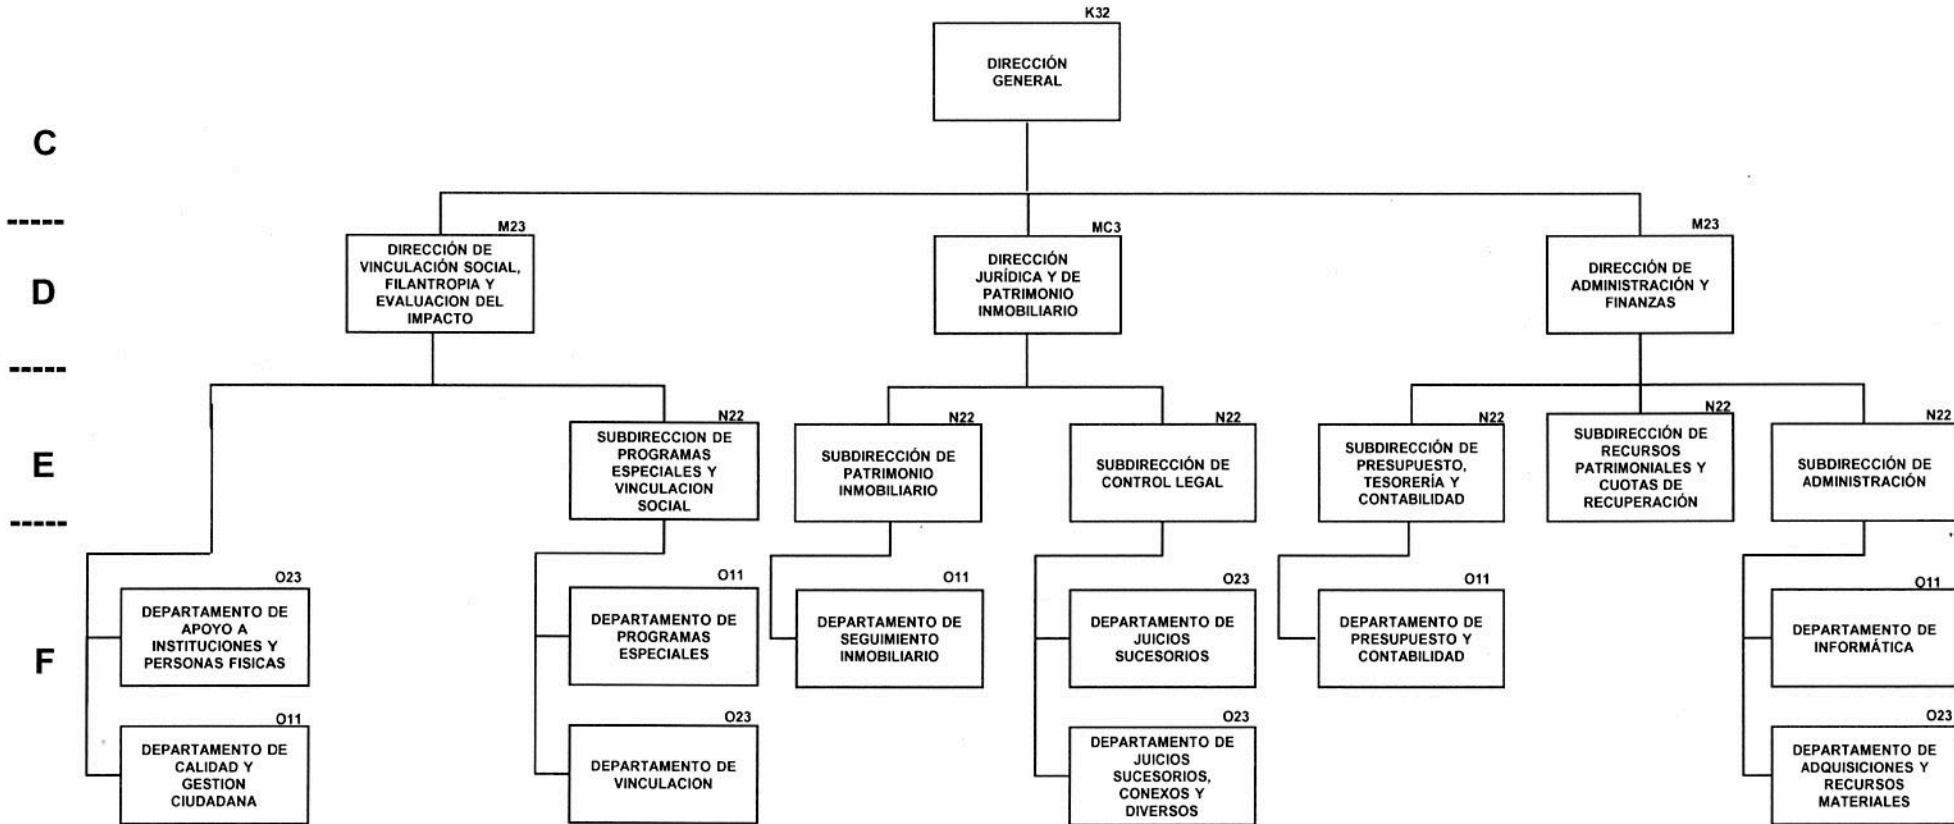 K32
DIRECCIÓN
GENERAL
C
-----
M23
DIRECCIÓN DE
VINCULACIÓN SOCIAL,
FILANTROPIA Y
EVALUACION DEL
IMPACTO
MC3
DIRECCIÓN
JURÍDICA Y DE
PATRIMONIO
INMOBILIARIO
M23
DIRECCIÓN DE
ADMINISTRACIÓN Y
FINANZAS
D
-----
N22
SUBDIRECCION DE
PROGRAMAS
ESPECIALES Y
VINCULACION
SOCIAL
N22
SUBDIRECCIÓN DE
PATRIMONIO
INMOBILIARIO
N22
SUBDIRECCIÓN DE
CONTROL LEGAL
N22
SUBDIRECCIÓN DE
PRESUPUESTO,
TESORERÍA Y
CONTABILIDAD
N22
SUBDIRECCIÓN DE
RECURSOS
PATRIMONIALES Y
CUOTAS DE
RECUPERACIÓN
N22
SUBDIRECCIÓN DE
ADMINISTRACIÓN
E
-----
O23
DEPARTAMENTO DE
APOYO A
INSTITUCIONES Y
PERSONAS FISICAS
O11
DEPARTAMENTO DE
PROGRAMAS
ESPECIALES
O11
DEPARTAMENTO DE
SEGUIMIENTO
INMOBILIARIO
O23
DEPARTAMENTO DE
JUICIOS
SUCESORIOS
O11
DEPARTAMENTO DE
PRESUPUESTO Y
CONTABILIDAD
O11
DEPARTAMENTO DE
INFORMÁTICA
F
O11
DEPARTAMENTO DE
CALIDAD Y
GESTION
CIUDADANA
O23
DEPARTAMENTO DE
VINCULACION
O23
DEPARTAMENTO DE
JUICIOS
SUCESORIOS,
CONEXOS Y
DIVERSOS
O23
DEPARTAMENTO DE
ADQUISICIONES Y
RECURSOS
MATERIALES